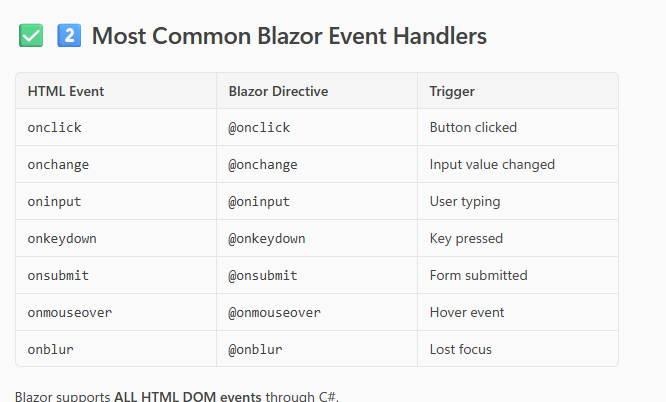 ✅ 2️⃣ Most Common Blazor Event Handlers
HTML Event Blazor Directive Trigger
onclick @onclick Button clicked
onchange @onchange Input value changed
oninput @oninput User typing
onkeydown @onkeydown Key pressed
onsubmit @onsubmit Form submitted
onmouseover @onmouseover Hover event
onblur @onblur Lost focus
Blazor supports ALL HTML DOM events through C#.